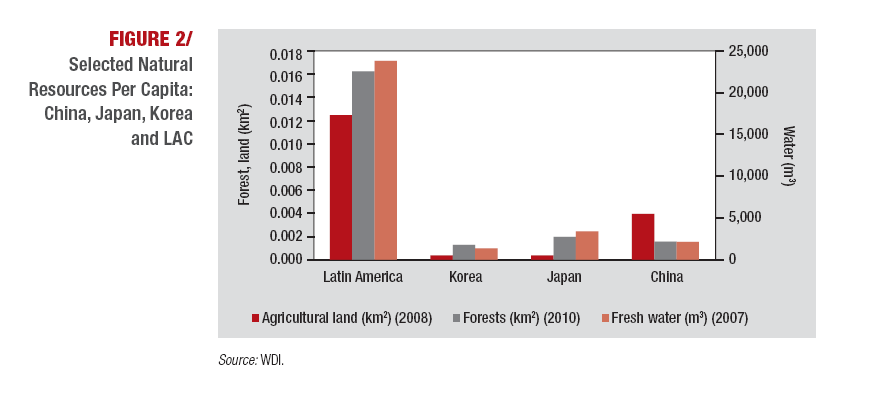 FIGURE 2/
Selected Natural
Resources Per Capita:
China, Japan, Korea
and LAC
Forest, land (km²)
0.018
0.016
0.014
0.012
0.010
0.008
0.006
0.004
0.002
0.000
25,000
20,000
15,000
10,000
5,000
0
Water (m³)
Latin America Korea Japan China
Agricultural land (km²) (2008) Forests (km²) (2010) Fresh water (m³) (2007)
Source: WDI.